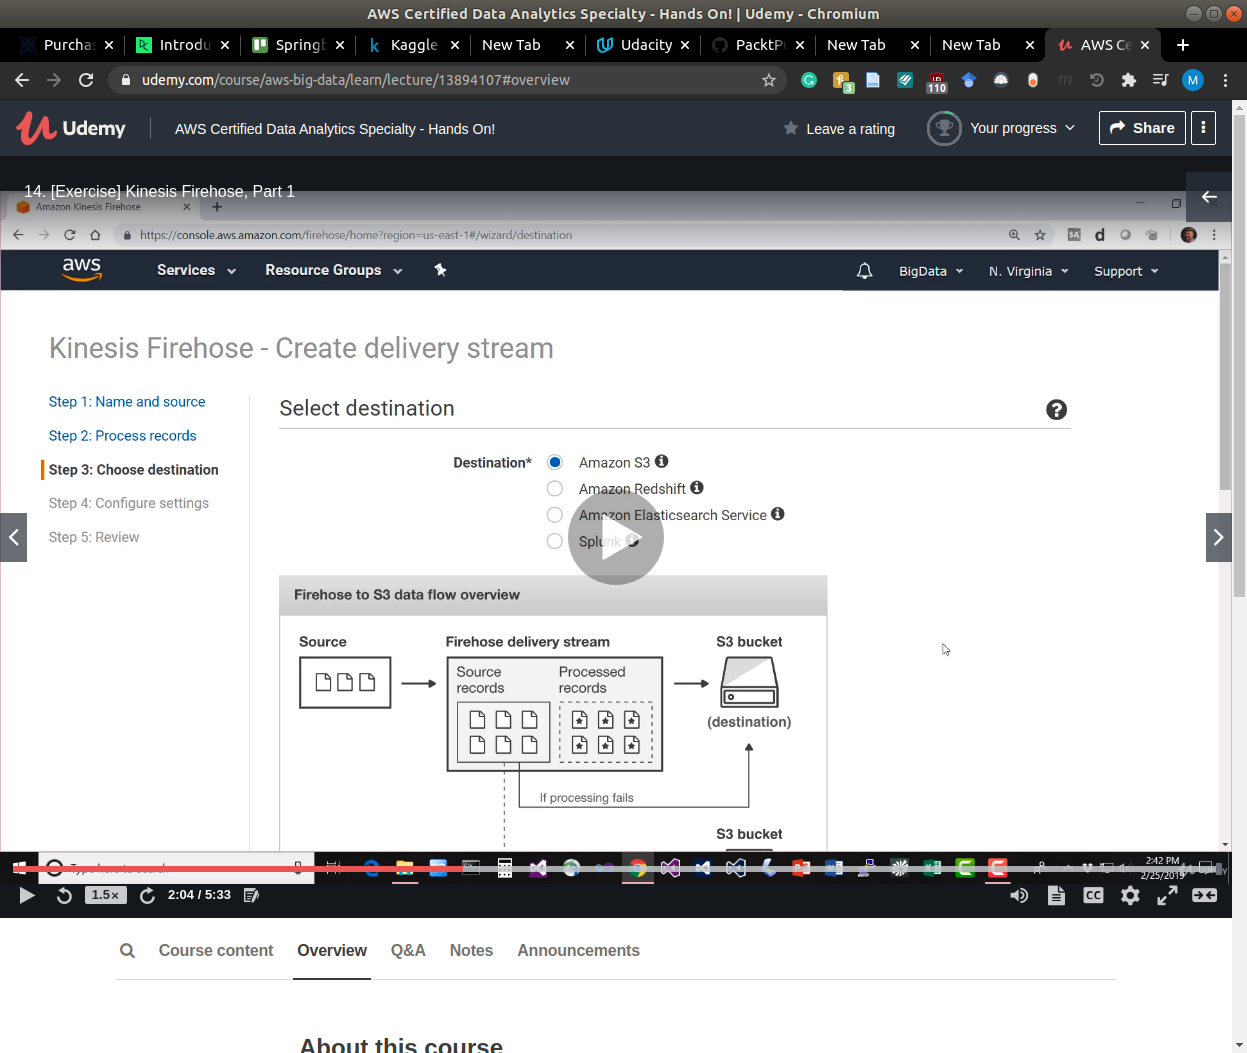 AWS Certified Data Analytics Specialty - Hands On! | Udemy - Chromium
Purcha
Introdu
Spring
Kaggle
New Tab
Udacity
PacktP
New Tab
New Tab
AWS Ce
udemy.com/course/aws-big-data/learn/lecture/13894107#overview
3
110
M
Udemy
AWS Certified Data Analytics Specialty - Hands On!
Leave a rating
Your progress
Share
14. [Exercise] Kinesis Firehose, Part 1
Amazon Kinesis Firehose
https://console.aws.amazon.com/firehose/home?region=us-east-1#/wizard/destination
aws
Services
Resource Groups
BigData
N. Virginia
Support
Kinesis Firehose - Create delivery stream
Step 1: Name and source
Step 2: Process records
Step 3: Choose destination
Step 4: Configure settings
Step 5: Review
Select destination
Destination*
Amazon S3
Amazon Redshift
Amazon Elasticsearch Service
Splunk
Firehose to S3 data flow overview
Source
Firehose delivery stream
S3 bucket
Source records
Processed records
(destination)
If processing fails
S3 bucket
2:42 PM
2/25/2019
1.5×
2:04 / 5:33
CC
Course content
Overview
Q&A
Notes
Announcements
About this course